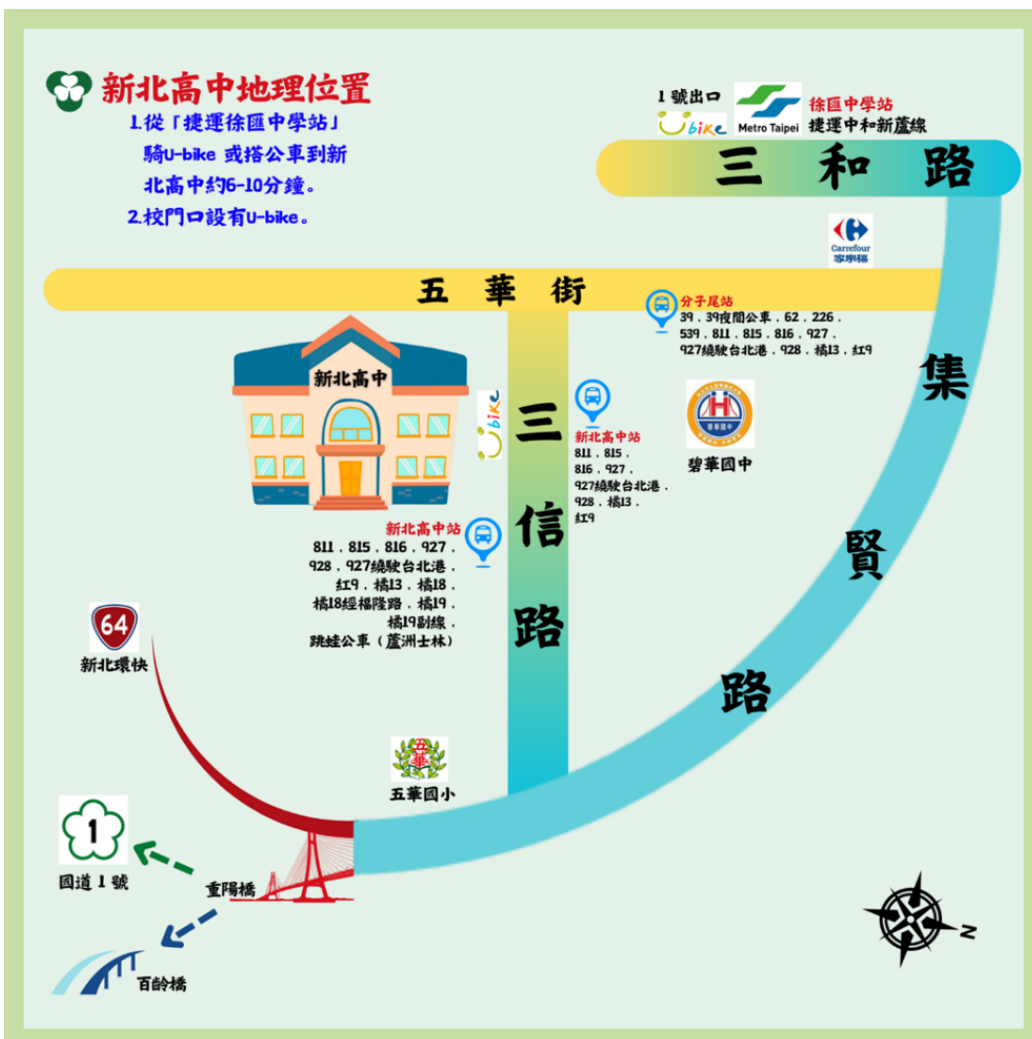 新北高中地理位置
1.從「捷運徐匯中學站」
騎U-bike 或搭公車到新
北高中約6-10分鐘。
2.校門口設有U-bike。
1號出口
Ubike
Metro Taipei
徐匯中學站
捷運中和新蘆線
三和路
Carrefour
家樂福
五華街
分子尾站
39．39夜間公車．62．226．
539．811．815．816．927．
927繞駛台北港．928．橘13．紅9
新北高中
Ubike
三信路
新北高中站
811．815．
816．927．
927繞駛台北港．
928．橘13．
紅9
碧華國中
碧華國中
集賢路
新北高中站
811．815．816．927．
928．927繞駛台北港．
紅9．橘13．橘18．
橘18經福隆路．橘19．
橘19副線．
跳蛙公車（蘆洲士林）
64
新北環快
五華
五華國小
1
國道1號
重陽橋
百齡橋
N